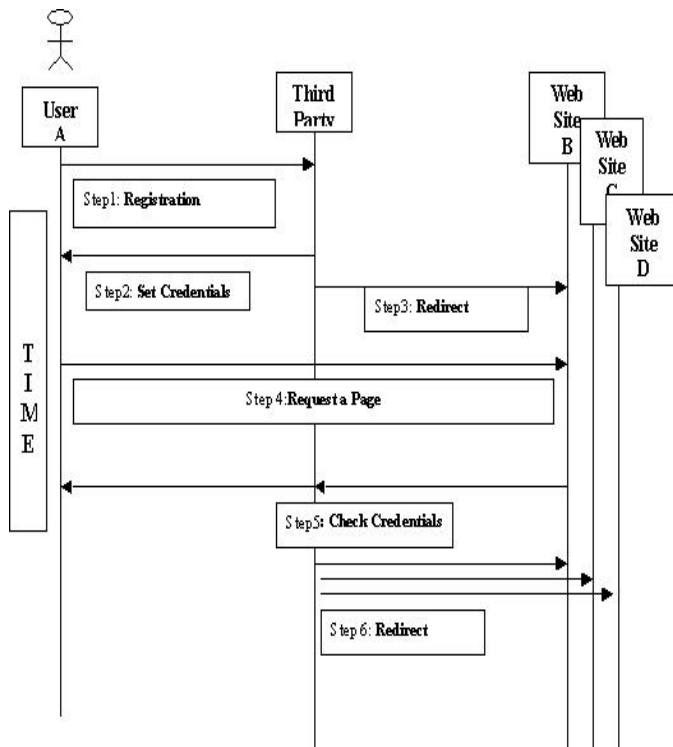 User
A
Third
Party
Web
Site
B
Web
Site
C
Web
Site
D
Step1: Registration
Step2: Set Credentials
Step3: Redirect
T
I
M
E
Step 4:Request a Page
Step5: Check Credentials
Step 6: Redirect